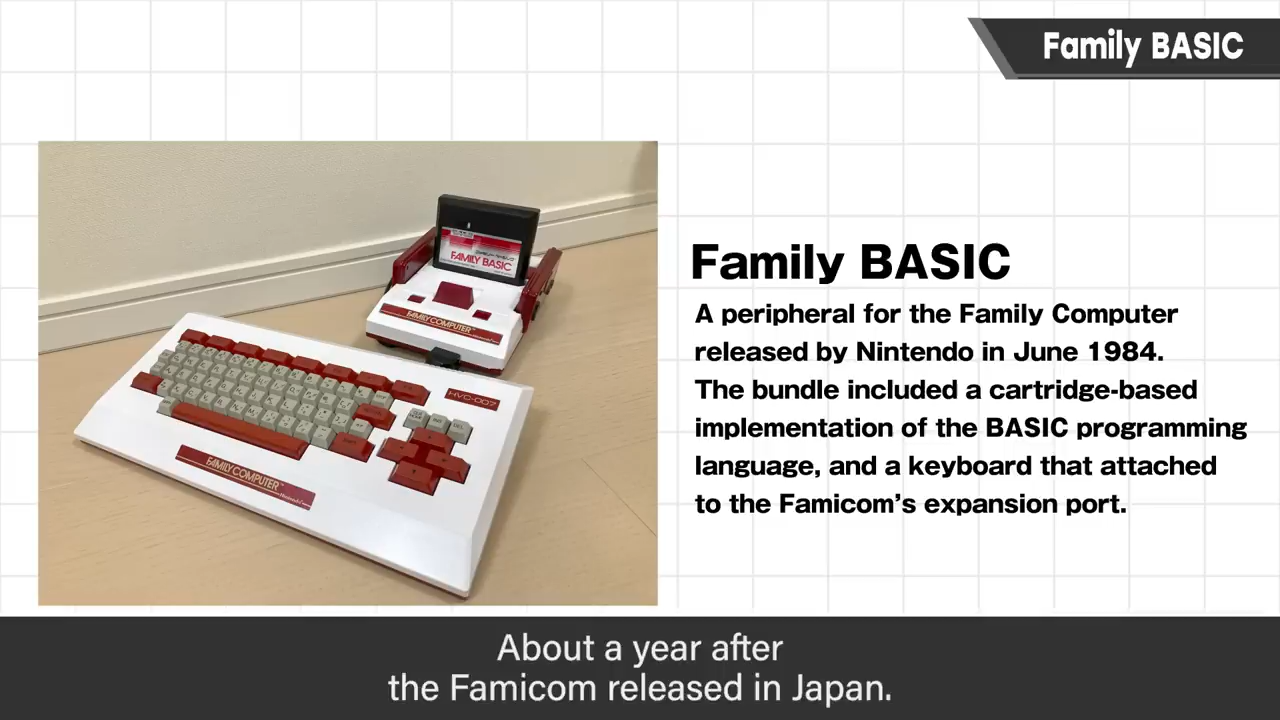 Family BASIC
FAMILY BASIC
FAMILY COMPUTER™
HVC-007
FAMILY COMPUTER™
Family BASIC
A peripheral for the Family Computer
released by Nintendo in June 1984.
The bundle included a cartridge-based
implementation of the BASIC programming
language, and a keyboard that attached
to the Famicom’s expansion port.
About a year after
the Famicom released in Japan.